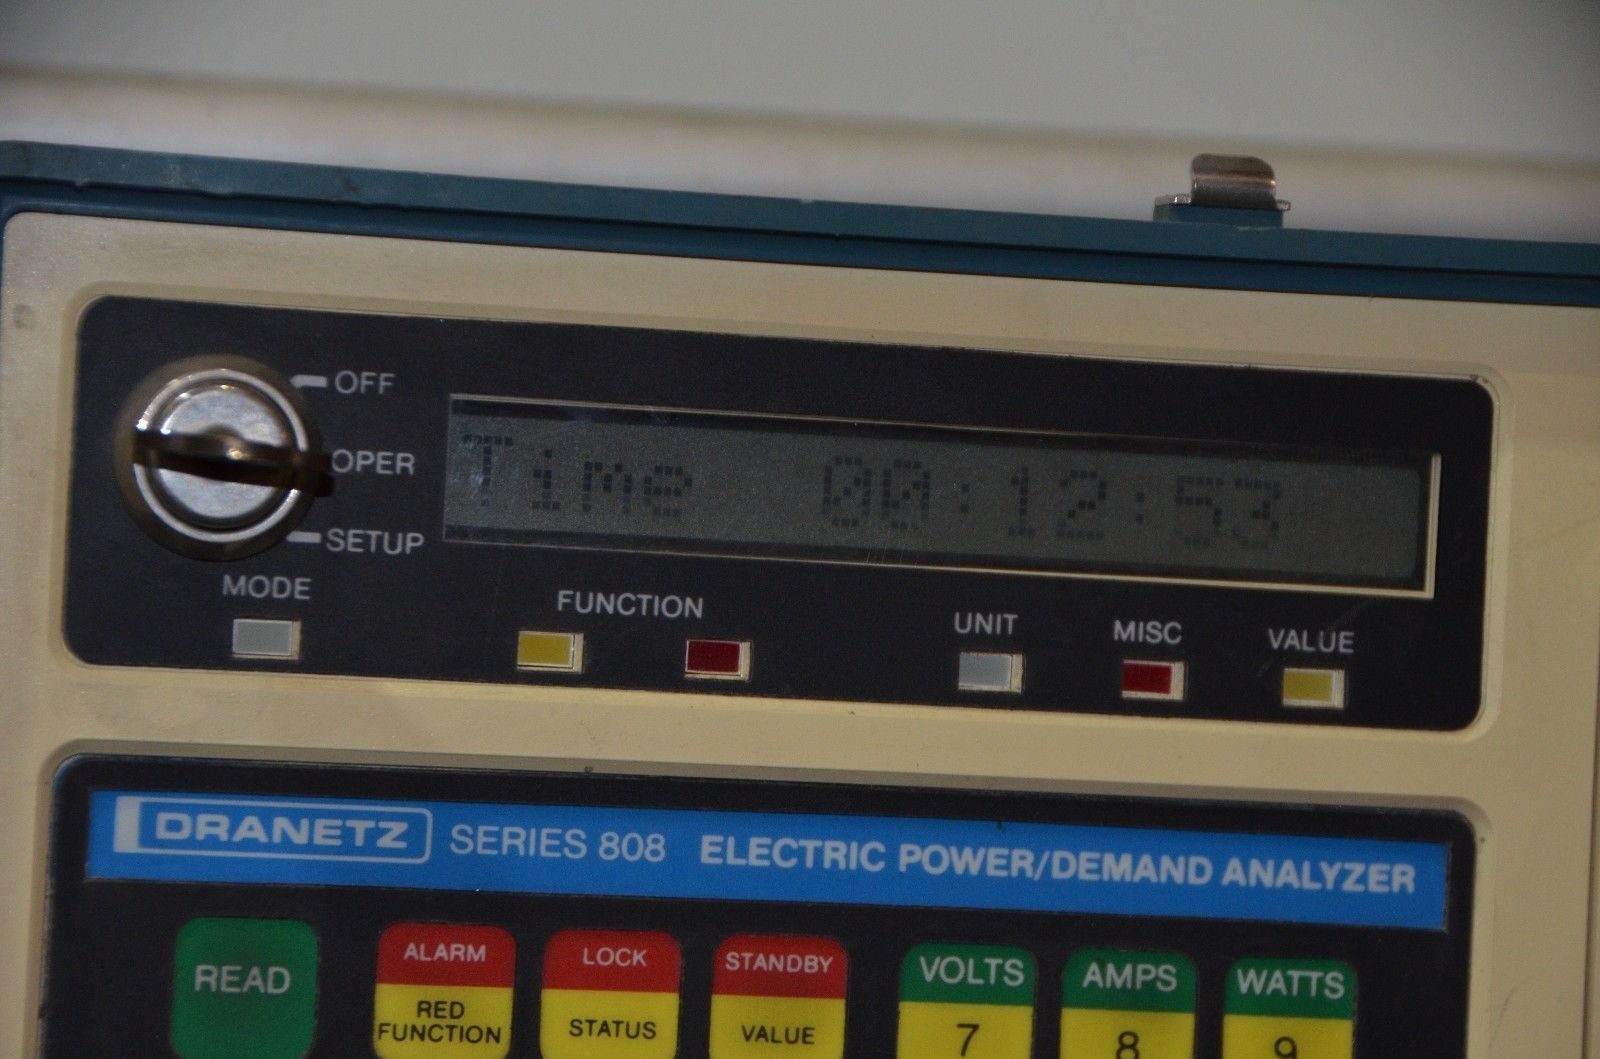 OFF
OPER
SETUP
Time 00:12:53
MODE
FUNCTION
UNIT
MISC
VALUE
DRANETZ SERIES 808 ELECTRIC POWER/DEMAND ANALYZER
READ
ALARM
RED
FUNCTION
LOCK
STATUS
STANDBY
VALUE
VOLTS
7
AMPS
8
WATTS
9